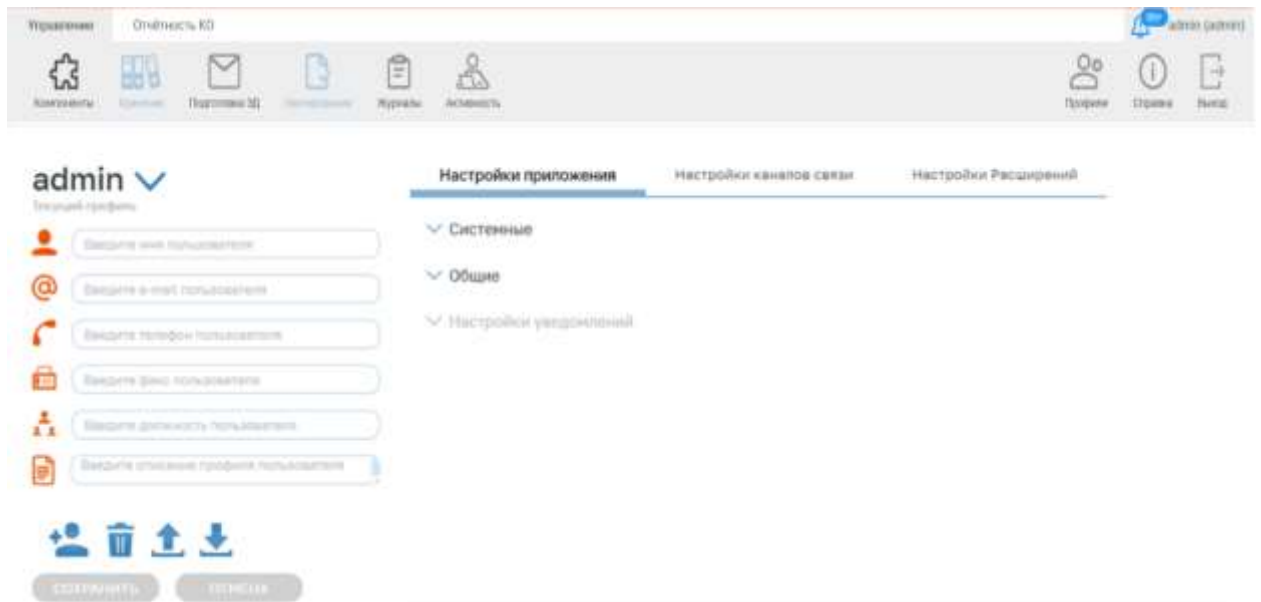 Управление Отчётность КО admin (admin)
Компоненты Подготовка ЭД Журналы Активность Профили Справка Выход
admin
Текущий профиль
Настройки приложения Настройки каналов связи Настройки Расширений
Введите имя пользователя
Системные
Введите e-mail пользователя
Общие
Введите телефон пользователя
Настройки уведомлений
Введите факс пользователя
Введите должность пользователя
Введите описание профиля пользователя
СОХРАНИТЬ ОТМЕНА